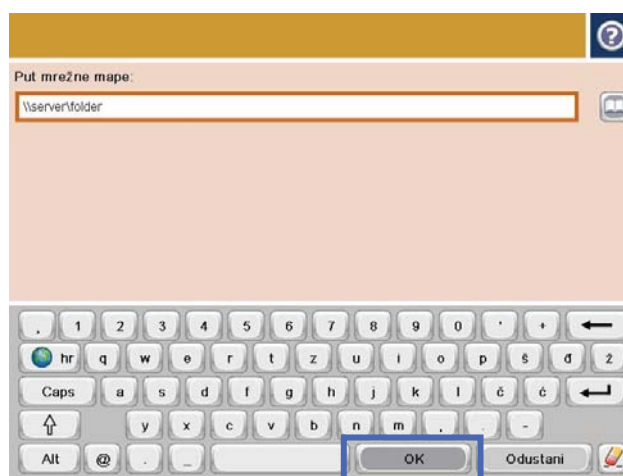 ?
Put mrežne mape:
\\server\folder
, 1 2 3 4 5 6 7 8 9 0 ' +
hr q w e r t z u i o p š đ ž
Caps a s d f g h j k l č ć
y x c v b n m , . -
Alt @ . _ OK Odustani